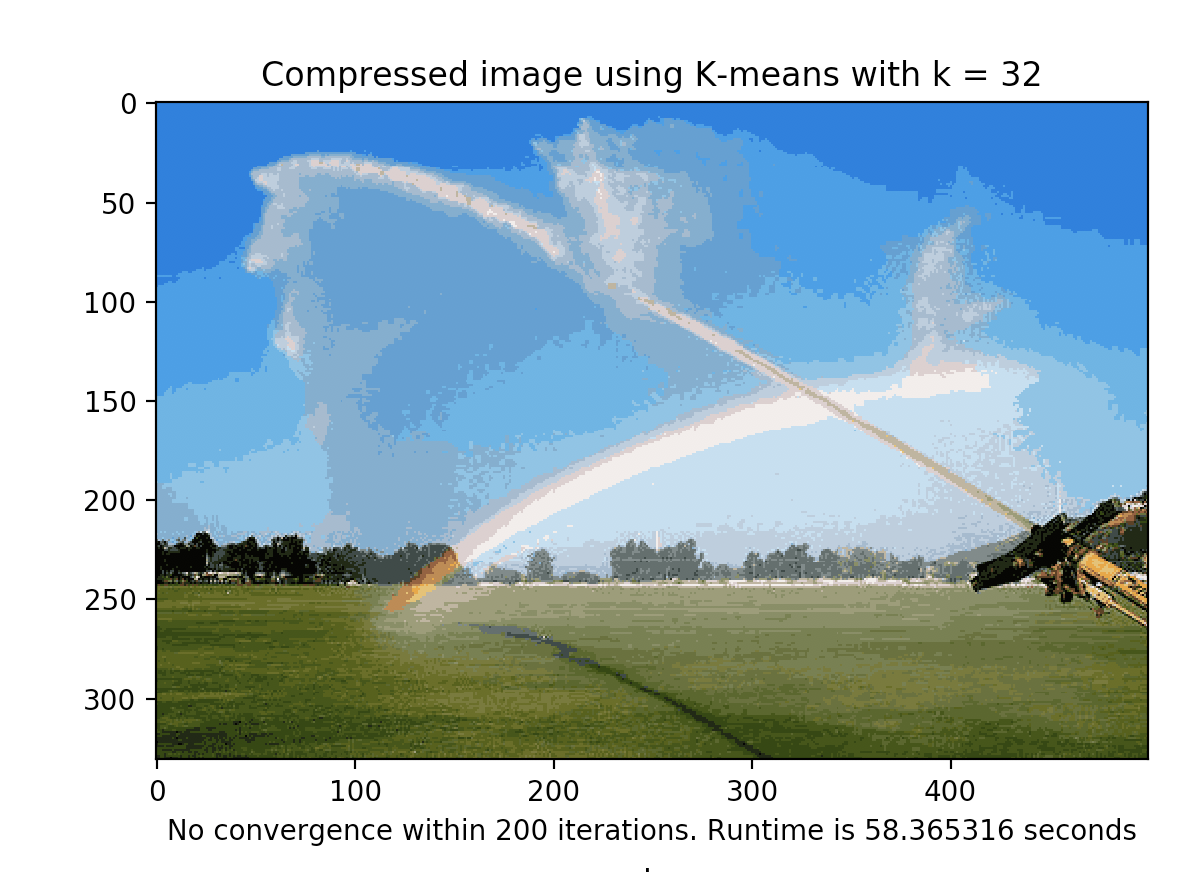 Compressed image using K-means with k = 32
0
50
100
150
200
250
300
0 100 200 300 400
No convergence within 200 iterations. Runtime is 58.365316 seconds